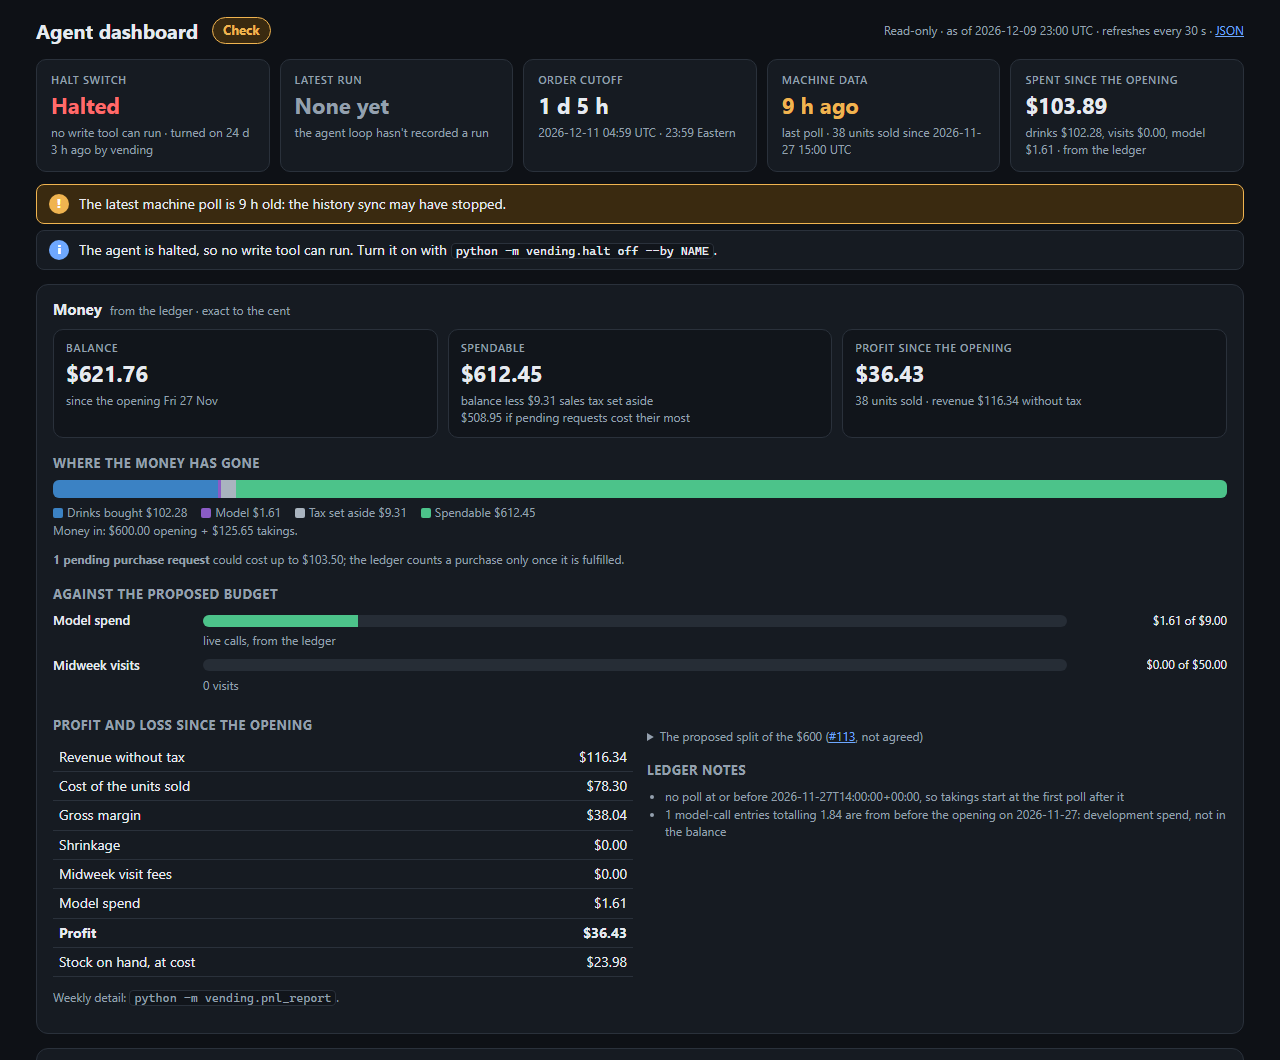 Agent dashboard Check
Read-only · as of 2026-12-09 23:00 UTC · refreshes every 30 s · JSON
HALT SWITCH
Halted
no write tool can run · turned on 24 d
3 h ago by vending
LATEST RUN
None yet
the agent loop hasn't recorded a run
ORDER CUTOFF
1 d 5 h
2026-12-11 04:59 UTC · 23:59 Eastern
MACHINE DATA
9 h ago
last poll · 38 units sold since 2026-11-
27 15:00 UTC
SPENT SINCE THE OPENING
$103.89
drinks $102.28, visits $0.00, model
$1.61 · from the ledger
! The latest machine poll is 9 h old: the history sync may have stopped.
i The agent is halted, so no write tool can run. Turn it on with python -m vending.halt off --by NAME.
Money from the ledger · exact to the cent
BALANCE
$621.76
since the opening Fri 27 Nov
SPENDABLE
$612.45
balance less $9.31 sales tax set aside
$508.95 if pending requests cost their most
PROFIT SINCE THE OPENING
$36.43
38 units sold · revenue $116.34 without tax
WHERE THE MONEY HAS GONE
Drinks bought $102.28 Model $1.61 Tax set aside $9.31 Spendable $612.45
Money in: $600.00 opening + $125.65 takings.
1 pending purchase request could cost up to $103.50; the ledger counts a purchase only once it is fulfilled.
AGAINST THE PROPOSED BUDGET
Model spend $1.61 of $9.00
live calls, from the ledger
Midweek visits $0.00 of $50.00
0 visits
PROFIT AND LOSS SINCE THE OPENING
Revenue without tax $116.34
Cost of the units sold $78.30
Gross margin $38.04
Shrinkage $0.00
Midweek visit fees $0.00
Model spend $1.61
Profit $36.43
Stock on hand, at cost $23.98
Weekly detail: python -m vending.pnl_report.
▶ The proposed split of the $600 (#113, not agreed)
LEDGER NOTES
• no poll at or before 2026-11-27T14:00:00+00:00, so takings start at the first poll after it
• 1 model-call entries totalling 1.84 are from before the opening on 2026-11-27: development spend, not in
the balance